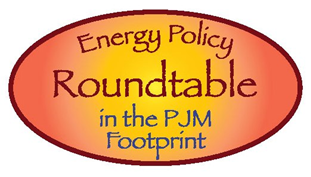 Energy Policy
Roundtable
in the PJM
Footprint